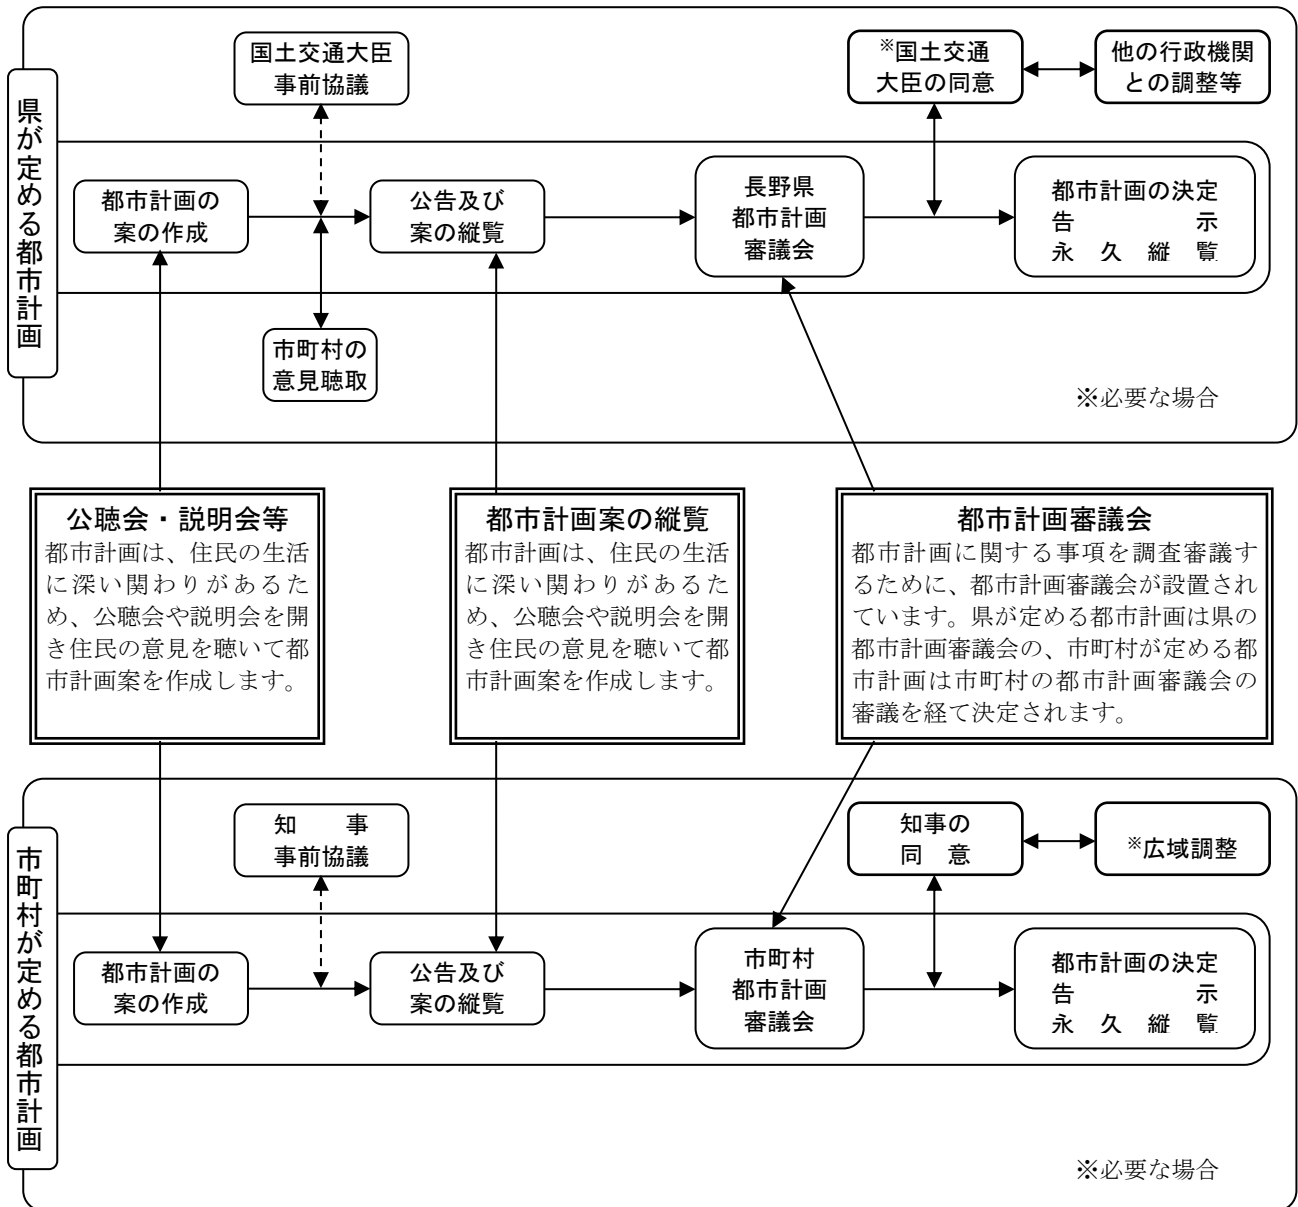 県が定める都市計画
国土交通大臣
事前協議
※国土交通
大臣の同意
他の行政機関
との調整等
都市計画の
案の作成
公告及び
案の縦覧
長野県
都市計画
審議会
都市計画の決定
告 示
永 久 縦 覧
市町村の
意見聴取
※必要な場合
公聴会・説明会等
都市計画は、住民の生活
に深い関わりがあるた
め、公聴会や説明会を開
き住民の意見を聴いて都
市計画案を作成します。
都市計画案の縦覧
都市計画は、住民の生活
に深い関わりがあるた
め、公聴会や説明会を開
き住民の意見を聴いて都
市計画案を作成します。
都市計画審議会
都市計画に関する事項を調査審議す
るために、都市計画審議会が設置され
ています。県が定める都市計画は県の
都市計画審議会の、市町村が定める都
市計画は市町村の都市計画審議会の
審議を経て決定されます。
市町村が定める都市計画
知 事
事前協議
知事の
同 意
※広域調整
都市計画の
案の作成
公告及び
案の縦覧
市町村
都市計画
審議会
都市計画の決定
告 示
永 久 縦 覧
※必要な場合